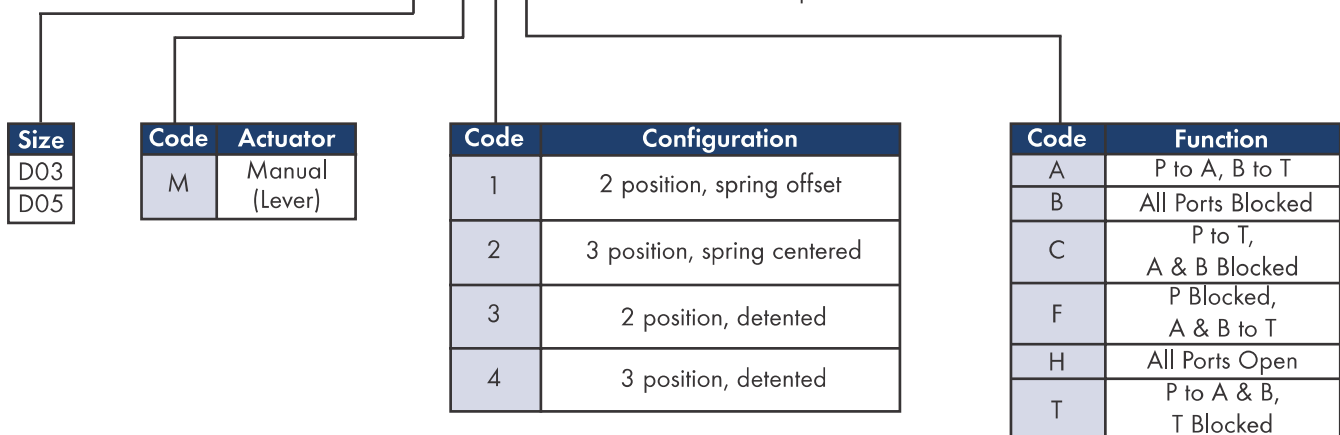 Size
D03
D05
Code Actuator
M Manual
(Lever)
Code Configuration
1 2 position, spring offset
2 3 position, spring centered
3 2 position, detented
4 3 position, detented
Code Function
A P to A, B to T
B All Ports Blocked
C P to T,
A & B Blocked
F P Blocked,
A & B to T
H All Ports Open
T P to A & B,
T Blocked